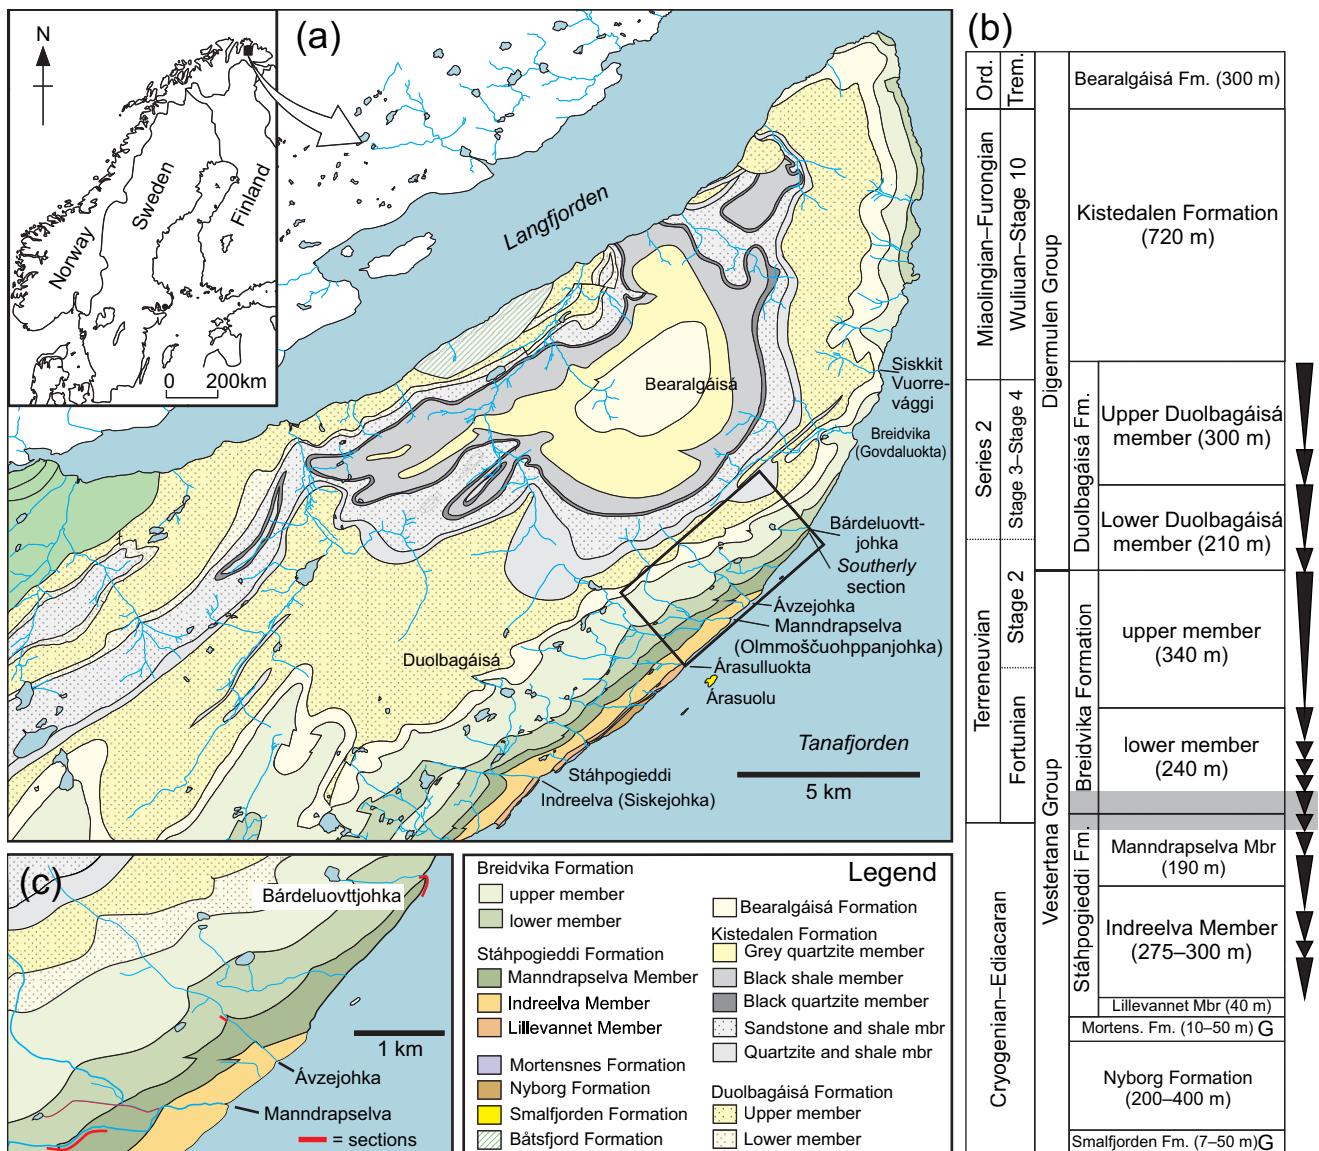 N
Norway
Sweden
Finland
0 200km
(a)
Langfjorden
Bearalgáisá
Siskkit
Vuorre-
vággi
Breidvika
(Govdaluokta)
Bárdeluovtt-
johka
Southerly
section
Ávzejohka
Manndrapselva
(Olmmoščuohppanjohka)
Árasulluokta
Árasuolu
Duolbagáisá
Tanafjorden
Stáhpogieddi
Indreelva (Siskejohka)
5 km
(b)
Ord.
Trem.
Bearalgáisá Fm. (300 m)
Miaolingian–Furongian
Wuliuan–Stage 10
Digermulen Group
Kistedalen Formation
(720 m)
Series 2
Stage 3–Stage 4
Duolbagáisá Fm.
Upper Duolbagáisá
member (300 m)
Lower Duolbagáisá
member (210 m)
Terreneuvian
Stage 2
Fortunian
Vestertana Group
Breidvika Formation
upper member
(340 m)
lower member
(240 m)
Cryogenian–Ediacaran
Stáhpogieddi Fm.
Manndrapselva Mbr
(190 m)
Indreelva Member
(275–300 m)
Lillevannet Mbr (40 m)
Mortens. Fm. (10–50 m) G
Nyborg Formation
(200–400 m)
Smalfjorden Fm. (7–50 m) G
(c)
Bárdeluovttjohka
1 km
Ávzejohka
Manndrapselva
= sections
Legend
Breidvika Formation
upper member
lower member
Stáhpogieddi Formation
Manndrapselva Member
Indreelva Member
Lillevannet Member
Mortensnes Formation
Nyborg Formation
Smalfjorden Formation
Båtsfjord Formation
Bearalgáisá Formation
Kistedalen Formation
Grey quartzite member
Black shale member
Black quartzite member
Sandstone and shale mbr
Quartzite and shale mbr
Duolbagáisá Formation
Upper member
Lower member